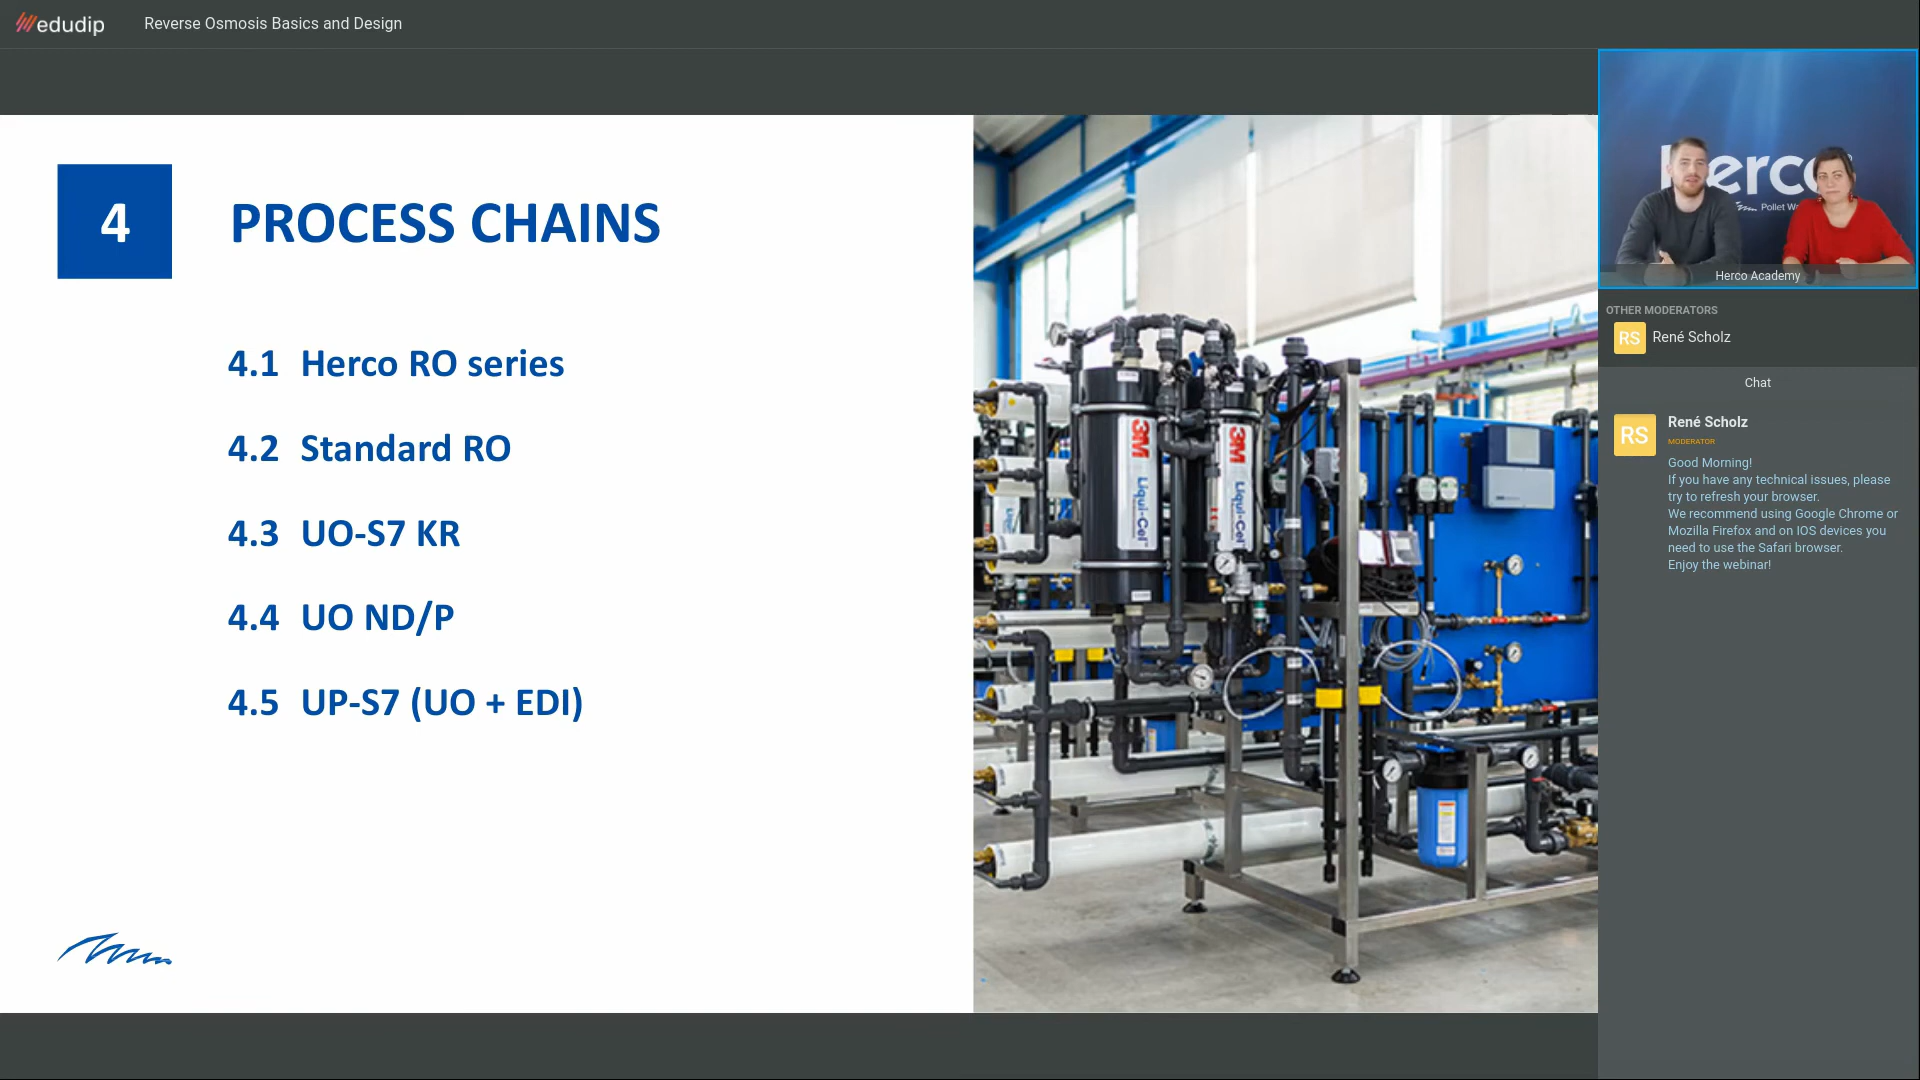 edudip
Reverse Osmosis Basics and Design
4
PROCESS CHAINS
4.1 Herco RO series
4.2 Standard RO
4.3 UO-S7 KR
4.4 UO ND/P
4.5 UP-S7 (UO + EDI)
3M
Liqui-Cel
3M
Liqui-Cel
herco
Pollet
Herco Academy
OTHER MODERATORS
RS
René Scholz
Chat
RS
René Scholz
MODERATOR
Good Morning!
If you have any technical issues, please
try to refresh your browser.
We recommend using Google Chrome or
Mozilla Firefox and on IOS devices you
need to use the Safari browser.
Enjoy the webinar!